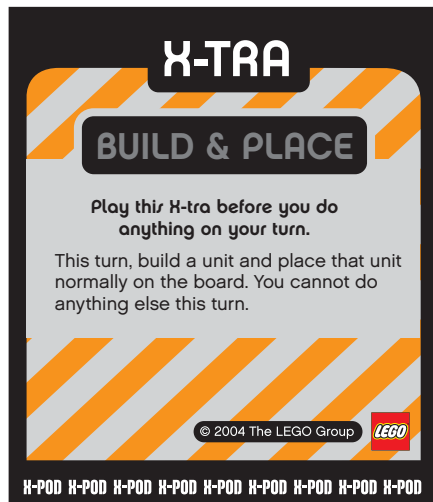 X-TRA
BUILD & PLACE
Play this X-tra before you do
anything on your turn.
This turn, build a unit and place that unit
normally on the board. You cannot do
anything else this turn.
© 2004 The LEGO Group LEGO
X-POD X-POD X-POD X-POD X-POD X-POD X-POD X-POD X-POD